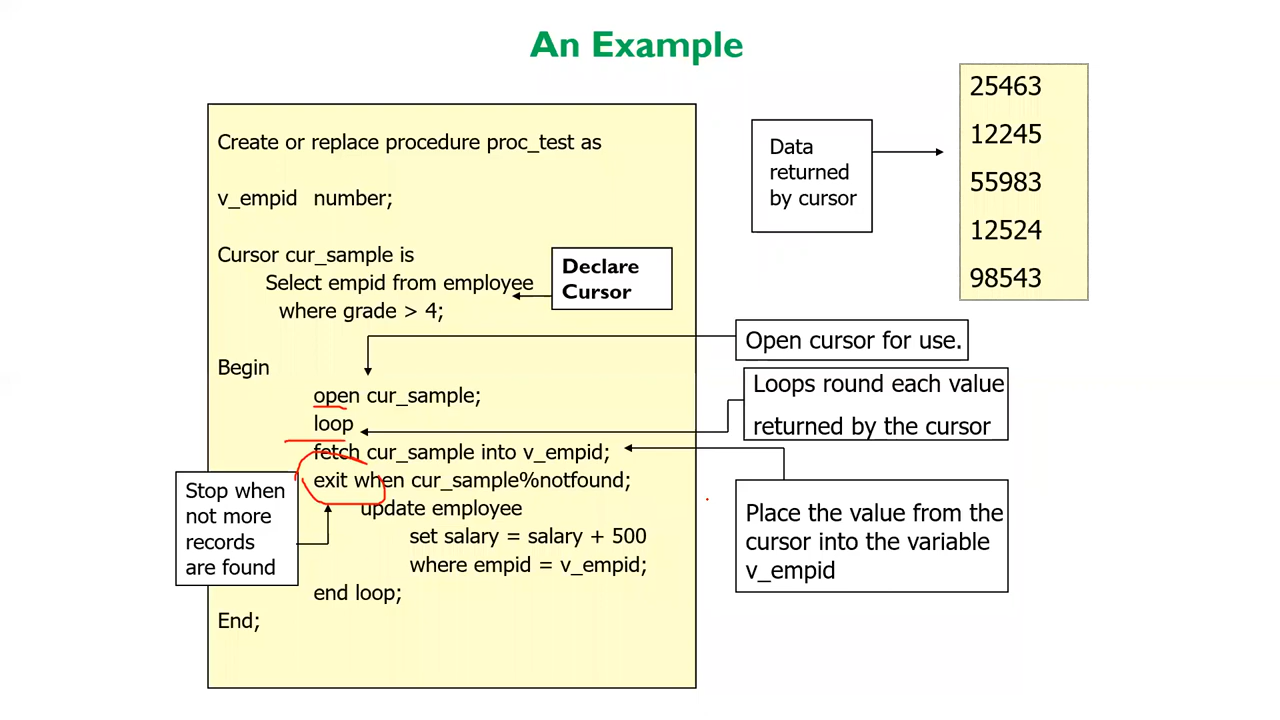 An Example
Create or replace procedure proc_test as
v_empid number;
Cursor cur_sample is
Select empid from employee
where grade > 4;
Begin
open cur_sample;
loop
fetch cur_sample into v_empid;
exit when cur_sample%notfound;
update employee
set salary = salary + 500
where empid = v_empid;
end loop;
End;
Declare
Cursor
Stop when
not more
records
are found
Data
returned
by cursor
25463
12245
55983
12524
98543
Open cursor for use.
Loops round each value
returned by the cursor
Place the value from the
cursor into the variable
v_empid